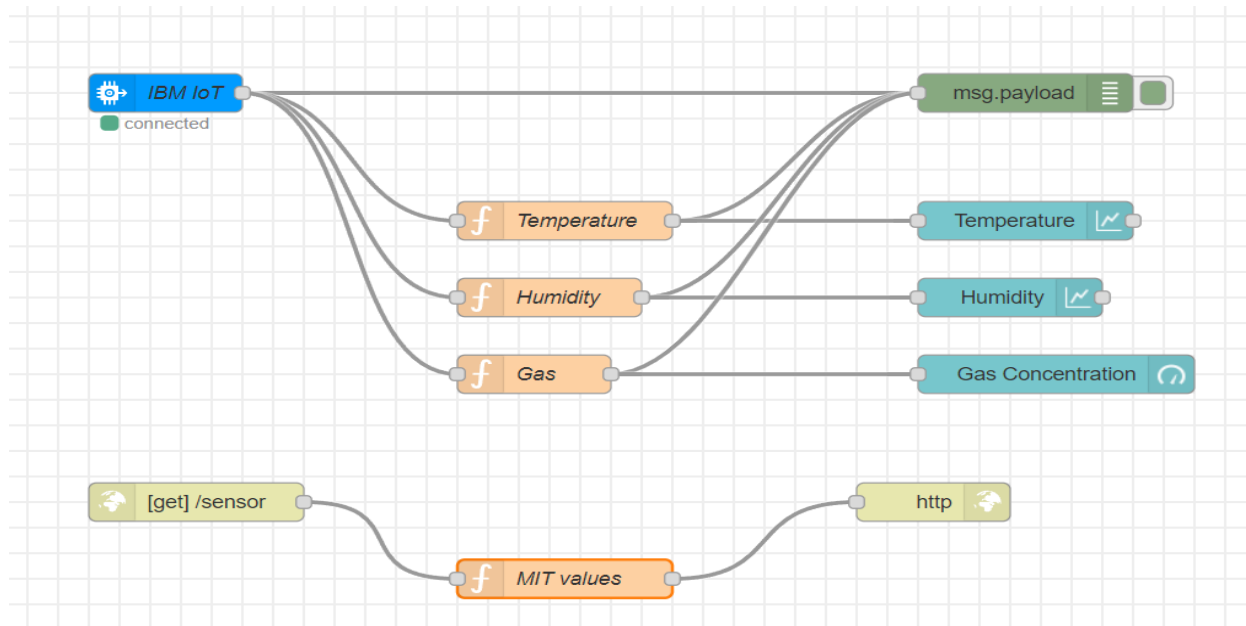 IBM IoT
msg.payload
connected
Temperature
Temperature
Humidity
Humidity
Gas
Gas Concentration
[get] /sensor
http
MIT values